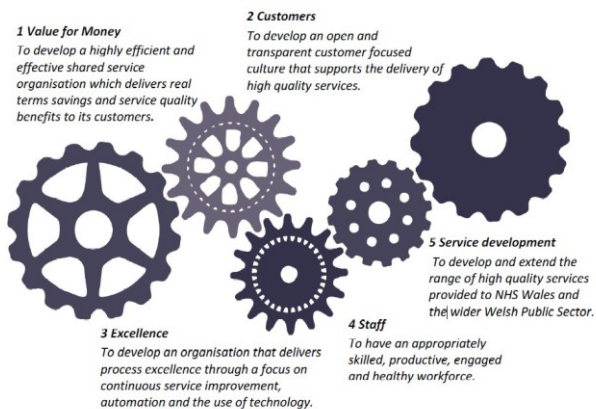 1 Value for Money
To develop a highly efficient and
effective shared service
organisation which delivers real
terms savings and service quality
benefits to its customers.
2 Customers
To develop an open and
transparent customer focused
culture that supports the delivery of
high quality services.
3 Excellence
To develop an organisation that delivers
process excellence through a focus on
continuous service improvement,
automation and the use of technology.
4 Staff
To have an appropriately
skilled, productive, engaged
and healthy workforce.
5 Service development
To develop and extend the
range of high quality services
provided to NHS Wales and
the wider Welsh Public Sector.